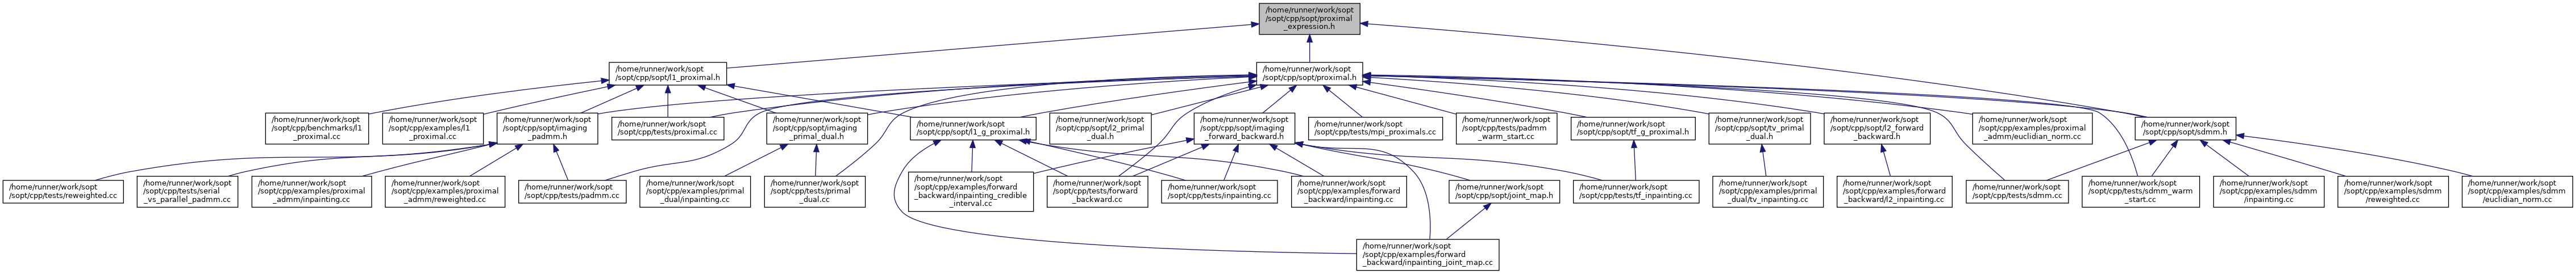 /home/runner/work/sopt
/sopt/cpp/sopt/proximal
_expression.h
/home/runner/work/sopt
/sopt/cpp/sopt/l1_proximal.h
/home/runner/work/sopt
/sopt/cpp/sopt/proximal.h
/home/runner/work/sopt
/sopt/cpp/benchmarks/l1
_proximal.cc
/home/runner/work/sopt
/sopt/cpp/examples/l1
_proximal.cc
/home/runner/work/sopt
/sopt/cpp/sopt/imaging
_padmm.h
/home/runner/work/sopt
/sopt/cpp/tests/proximal.cc
/home/runner/work/sopt
/sopt/cpp/sopt/imaging
_primal_dual.h
/home/runner/work/sopt
/sopt/cpp/sopt/l1_g_proximal.h
/home/runner/work/sopt
/sopt/cpp/sopt/l2_primal
_dual.h
/home/runner/work/sopt
/sopt/cpp/sopt/imaging
_forward_backward.h
/home/runner/work/sopt
/sopt/cpp/tests/mpi_proximals.cc
/home/runner/work/sopt
/sopt/cpp/tests/padmm
_warm_start.cc
/home/runner/work/sopt
/sopt/cpp/sopt/tf_g_proximal.h
/home/runner/work/sopt
/sopt/cpp/sopt/tv_primal
_dual.h
/home/runner/work/sopt
/sopt/cpp/sopt/l2_forward
_backward.h
/home/runner/work/sopt
/sopt/cpp/examples/proximal
_admm/euclidian_norm.cc
/home/runner/work/sopt
/sopt/cpp/sopt/sdmm.h
/home/runner/work/sopt
/sopt/cpp/tests/reweighted.cc
/home/runner/work/sopt
/sopt/cpp/tests/serial
_vs_parallel_padmm.cc
/home/runner/work/sopt
/sopt/cpp/examples/proximal
_admm/inpainting.cc
/home/runner/work/sopt
/sopt/cpp/examples/proximal
_admm/reweighted.cc
/home/runner/work/sopt
/sopt/cpp/tests/padmm.cc
/home/runner/work/sopt
/sopt/cpp/examples/primal
_dual/inpainting.cc
/home/runner/work/sopt
/sopt/cpp/tests/primal
_dual.cc
/home/runner/work/sopt
/sopt/cpp/examples/forward
_backward/inpainting_credible
_interval.cc
/home/runner/work/sopt
/sopt/cpp/tests/forward
_backward.cc
/home/runner/work/sopt
/sopt/cpp/tests/inpainting.cc
/home/runner/work/sopt
/sopt/cpp/examples/forward
_backward/inpainting.cc
/home/runner/work/sopt
/sopt/cpp/sopt/joint_map.h
/home/runner/work/sopt
/sopt/cpp/tests/tf_inpainting.cc
/home/runner/work/sopt
/sopt/cpp/examples/primal
_dual/tv_inpainting.cc
/home/runner/work/sopt
/sopt/cpp/examples/forward
_backward/l2_inpainting.cc
/home/runner/work/sopt
/sopt/cpp/tests/sdmm.cc
/home/runner/work/sopt
/sopt/cpp/tests/sdmm_warm
_start.cc
/home/runner/work/sopt
/sopt/cpp/examples/sdmm
/inpainting.cc
/home/runner/work/sopt
/sopt/cpp/examples/sdmm
/reweighted.cc
/home/runner/work/sopt
/sopt/cpp/examples/sdmm
/euclidian_norm.cc
/home/runner/work/sopt
/sopt/cpp/examples/forward
_backward/inpainting_joint_map.cc